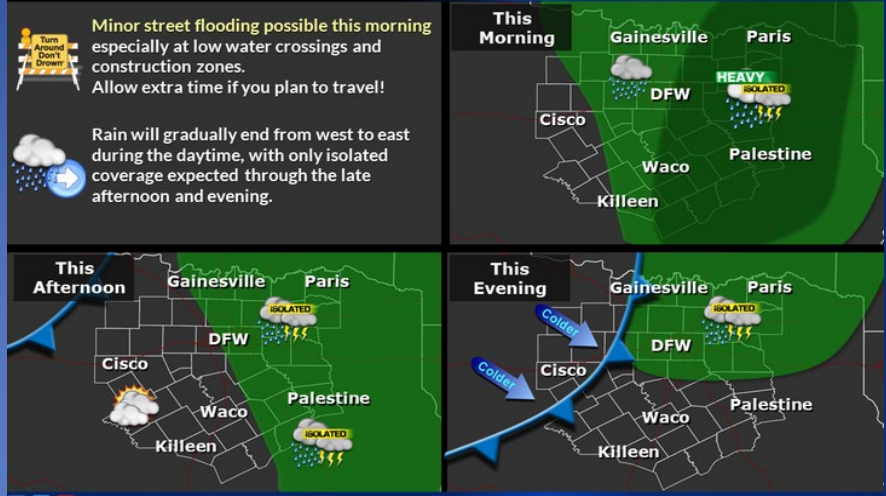 Turn
Around
Don't
Drown
Minor street flooding possible this morning
especially at low water crossings and
construction zones.
Allow extra time if you plan to travel!
Rain will gradually end from west to east
during the daytime, with only isolated
coverage expected through the late
afternoon and evening.
This
Morning
Gainesville
Paris
HEAVY
ISOLATED
DFW
Cisco
Palestine
Waco
Killeen
This
Afternoon
Gainesville
Paris
ISOLATED
DFW
Cisco
Palestine
Waco
ISOLATED
Killeen
This
Evening
Gainesville
Paris
ISOLATED
Colder
DFW
Cisco
Colder
Palestine
Waco
Killeen